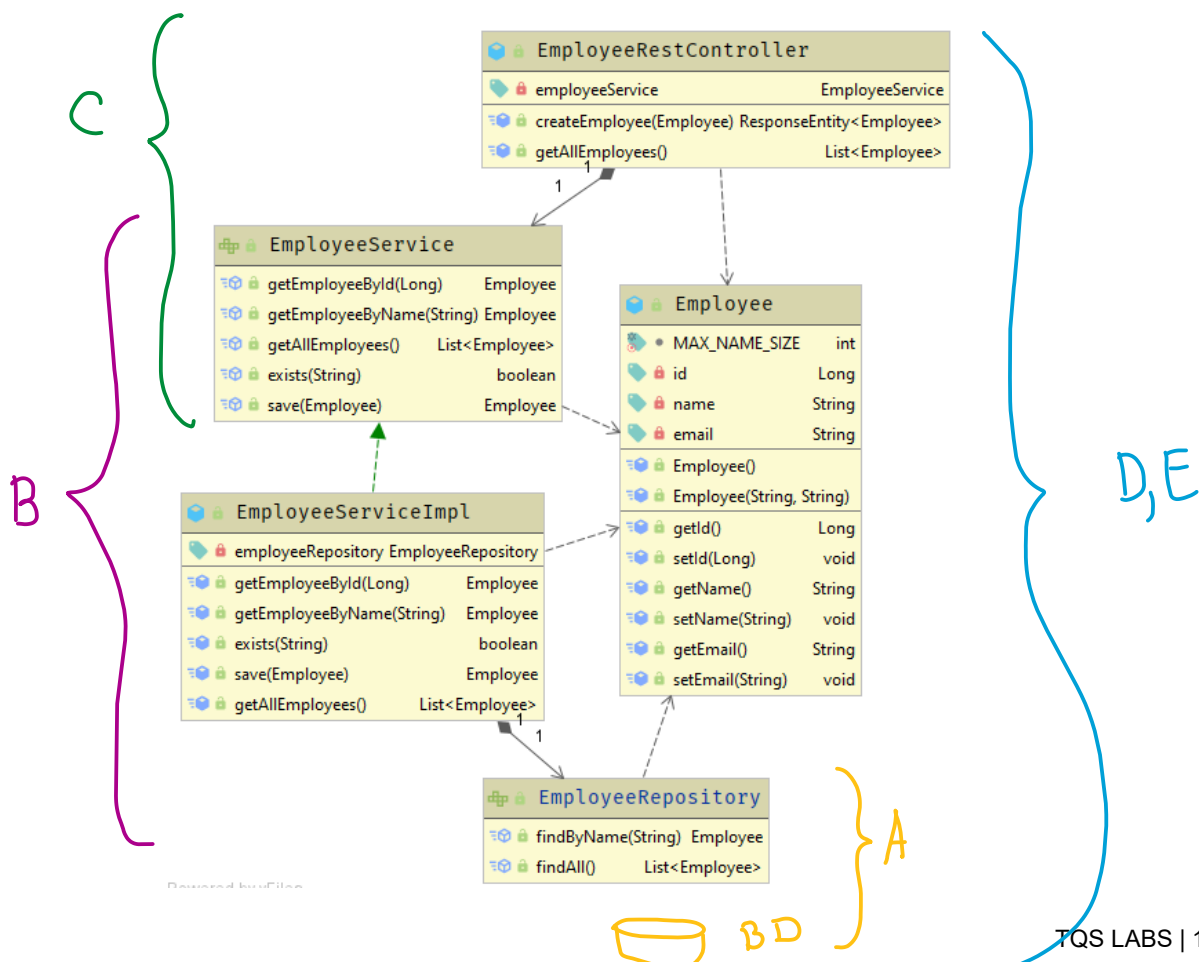 C
EmployeeRestController
employeeService EmployeeService
createEmployee(Employee) ResponseEntity<Employee>
getAllEmployees() List<Employee>
1
1
EmployeeService
getEmployeeById(Long) Employee
getEmployeeByName(String) Employee
getAllEmployees() List<Employee>
exists(String) boolean
save(Employee) Employee
Employee
MAX_NAME_SIZE int
id Long
name String
email String
Employee()
Employee(String, String)
getId() Long
setId(Long) void
getName() String
setName(String) void
getEmail() String
setEmail(String) void
D,E
B
EmployeeServiceImpl
employeeRepository EmployeeRepository
getEmployeeById(Long) Employee
getEmployeeByName(String) Employee
exists(String) boolean
save(Employee) Employee
getAllEmployees() List<Employee>
1
1
EmployeeRepository
findByName(String) Employee
findAll() List<Employee>
A
Powered by yFiles
BD
TQS LABS | 1